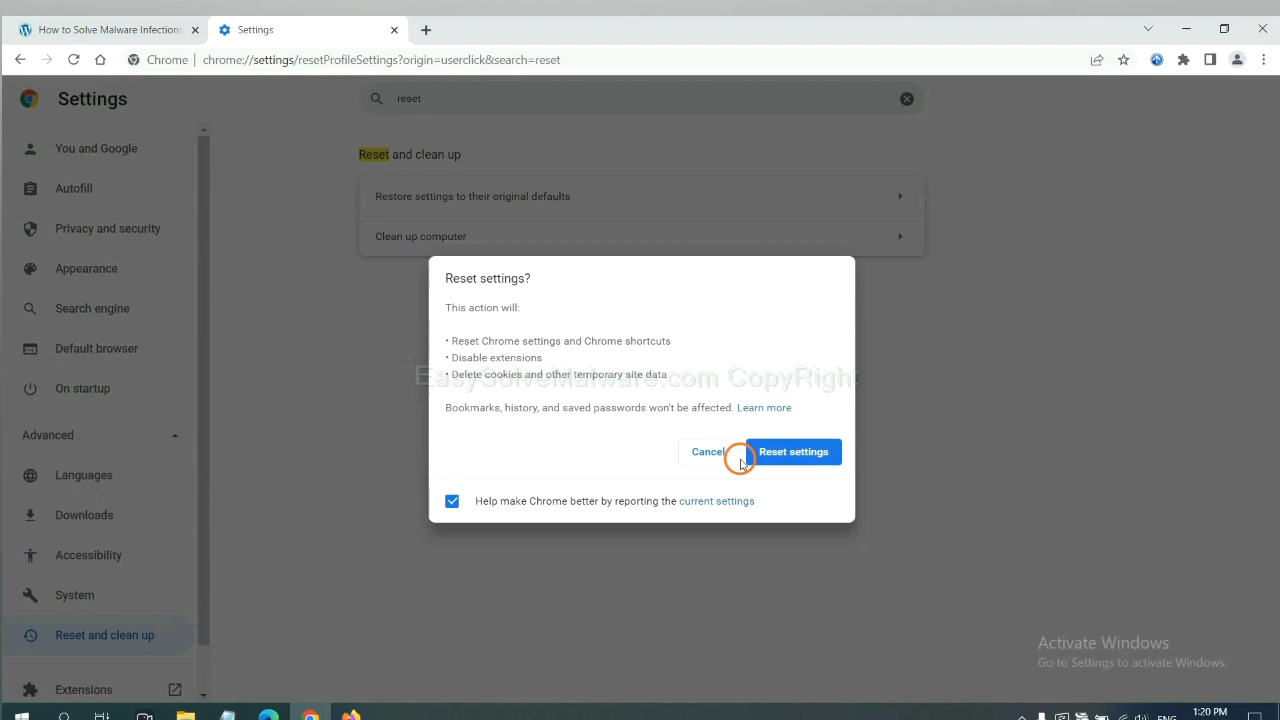 How to Solve Malware Infections
Settings
Chrome | chrome://settings/resetProfileSettings?origin=userclick&search=reset
Settings
reset
You and Google
Autofill
Privacy and security
Appearance
Search engine
Default browser
On startup
Advanced
Languages
Downloads
Accessibility
System
Reset and clean up
Extensions
Reset and clean up
Restore settings to their original defaults
Clean up computer
Reset settings?
This action will:
• Reset Chrome settings and Chrome shortcuts
• Disable extensions
• Delete cookies and other temporary site data
EasySolveMalware.com CopyRight
Bookmarks, history, and saved passwords won't be affected. Learn more
Cancel
Reset settings
Help make Chrome better by reporting the current settings
Activate Windows
Go to Settings to activate Windows.
ENG
1:20 PM